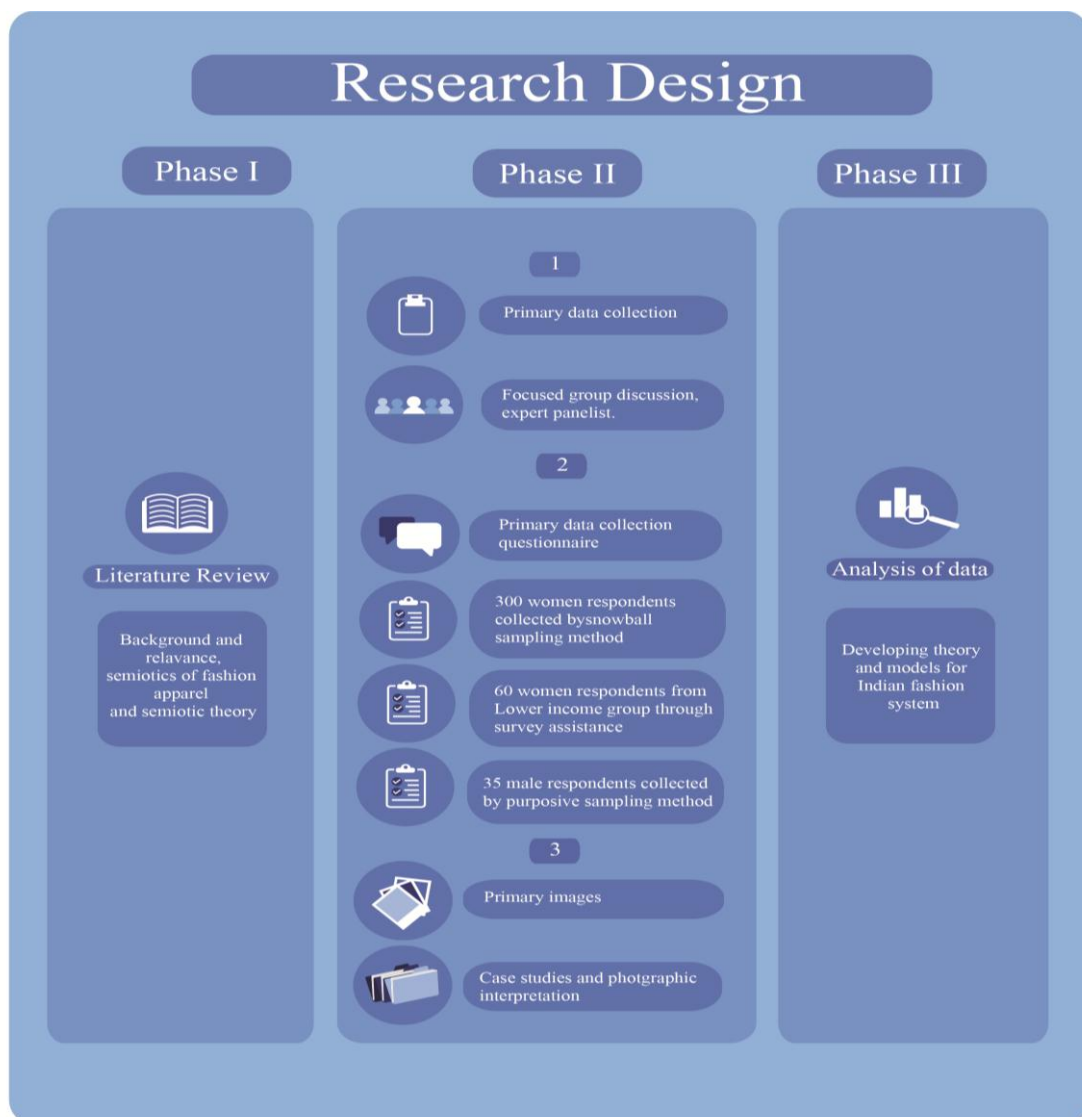 Research Design
Phase I
Literature Review
Background and
relavance,
semiotics of fashion
apparel
and semiotic theory
Phase II
1
Primary data collection
Focused group discussion,
expert panelist.
2
Primary data collection
questionnaire
300 women respondents
collected bysnowball
sampling method
60 women respondents from
Lower income group through
survey assistance
35 male respondents collected
by purposive sampling method
3
Primary images
Case studies and photgraphic
interpretation
Phase III
Analysis of data
Developing theory
and models for
Indian fashion
system